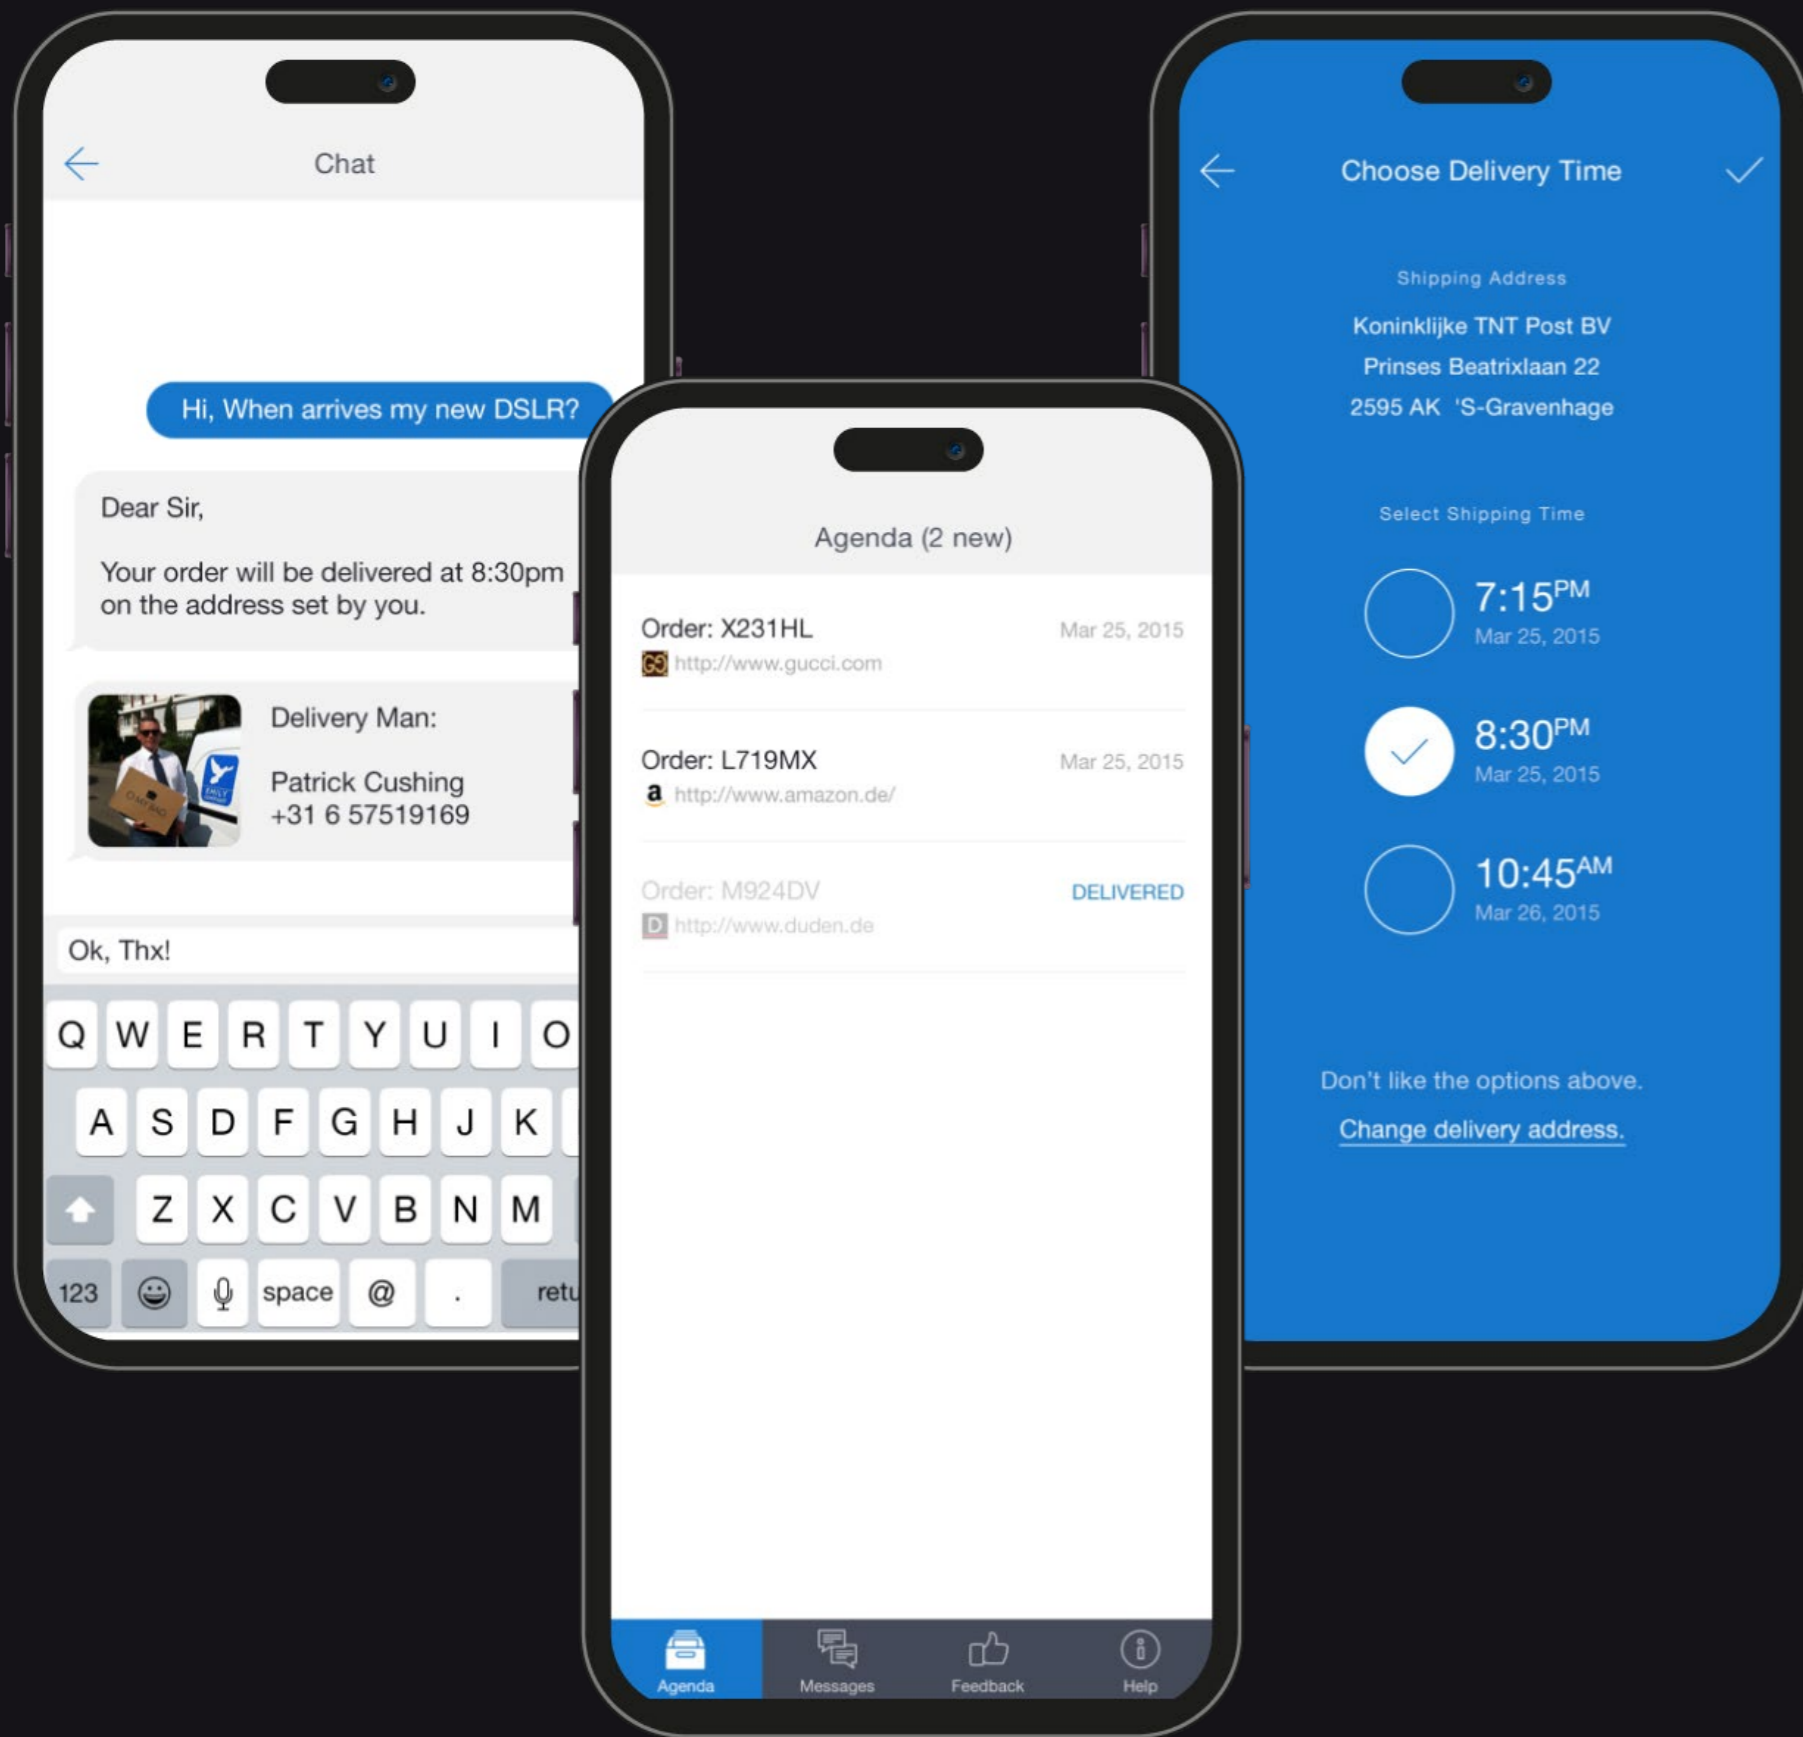 Chat
Hi, When arrives my new DSLR?
Dear Sir,
Your order will be delivered at 8:30pm
on the address set by you.
Delivery Man:
Patrick Cushing
+31 6 57519169
Ok, Thx!
Q W E R T Y U I O
A S D F G H J K
Z X C V B N M
123 space @ . retu
Agenda (2 new)
Order: X231HL Mar 25, 2015
http://www.gucci.com
Order: L719MX Mar 25, 2015
a http://www.amazon.de/
Order: M924DV DELIVERED
D http://www.duden.de
Agenda Messages Feedback Help
Choose Delivery Time
Shipping Address
Koninklijke TNT Post BV
Prinses Beatrixlaan 22
2595 AK 'S-Gravenhage
Select Shipping Time
7:15PM
Mar 25, 2015
8:30PM
Mar 25, 2015
10:45AM
Mar 26, 2015
Don't like the options above.
Change delivery address.